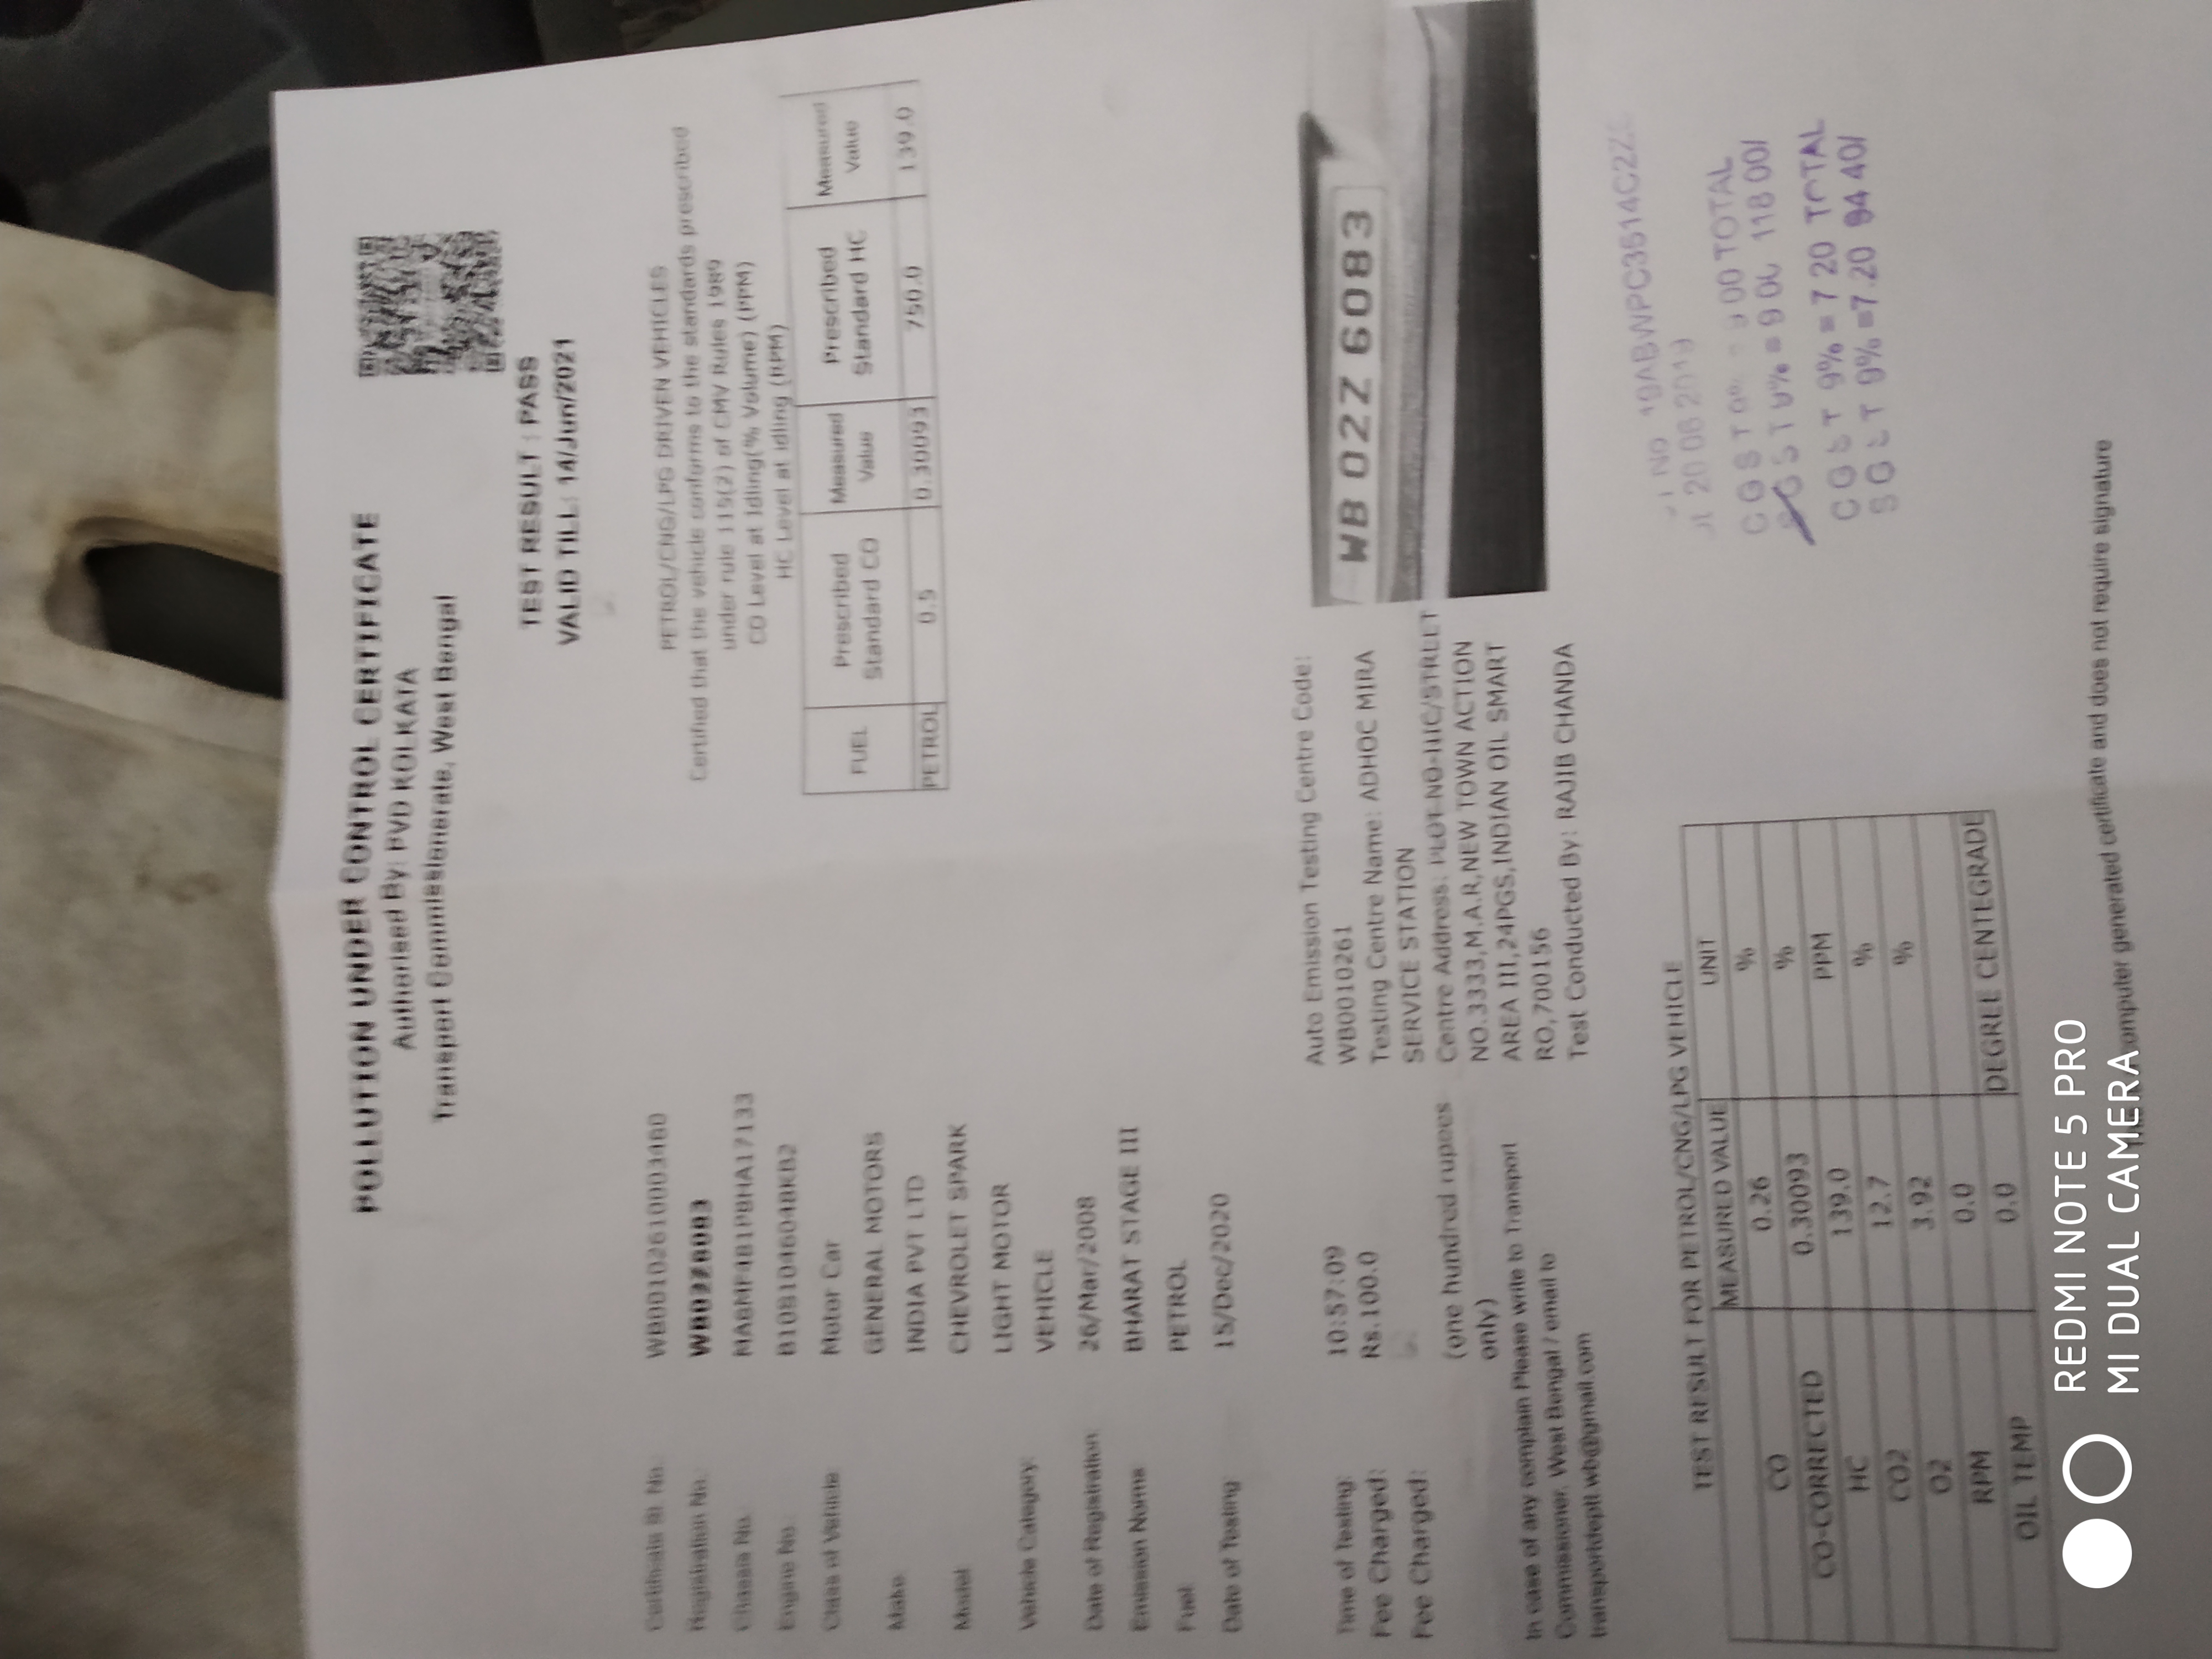 POLLUTION UNDER CONTROL CERTIFICATE
Authorised By: PVD KOLKATA
Transport Commissionerate, West Bengal
TEST RESULT : PASS
VALID TILL: 14/Jun/2021
Certificate Sl. No.: WB00102610003460
Registration No.: WB02Z6083
Chassis No. MA6MF481P8HA17133
Engine No.: B10S1046048KB2
Class of Vehicle: Motor Car
Make: GENERAL MOTORS
INDIA PVT LTD
Model: CHEVROLET SPARK
Vehicle Category: LIGHT MOTOR
VEHICLE
Date of Registration: 26/Mar/2008
Emission Norms BHARAT STAGE III
Fuel: PETROL
Date of Testing: 15/Dec/2020
PETROL/CNG/LPG DRIVEN VEHICLES
Certified that the vehicle conforms to the standards prescribed
under rule 115(2) of CMV Rules 1989
CO Level at Idling(% Volume) (PPM)
HC Level at idling (RPM)
FUEL Prescribed Standard CO Measured Value Prescribed Standard HC Measured Value
PETROL 0.5 0.30093 750.0 139.0
Time of Testing: 10:57:09
Fee Charged: Rs.100.0
Fee Charged:
(one hundred rupees
only)
In case of any complain Please write to Transport
Commissioner, West Bengal / email to
transportdeptt.wb@gmail.com
Auto Emission Testing Centre Code:
WB0010261
Testing Centre Name: ADHOC MIRA
SERVICE STATION
Centre Address: PLOT NO-IIIC/STREET
NO.3333,M.A.R,NEW TOWN ACTION
AREA III,24PGS,INDIAN OIL SMART
RO,700156
Test Conducted By: RAJIB CHANDA
WB 02Z 6083
No 19ABWPC3514C2Z
20 06 2019
CGST 9.00 TOTAL
SGST 9% = 9.00 118.00/
CGST 9% = 7.20 TOTAL
SGST 9% =7.20 94.40/
TEST RESULT FOR PETROL/CNG/LPG VEHICLE
MEASURED VALUE UNIT
CO 0.26 %
CO-CORRECTED 0.30093 %
HC 139.0 PPM
CO2 12.7 %
O2 3.92 %
RPM 0.0
OIL TEMP 0.0 DEGREE CENTEGRADE
computer generated certificate and does not require signature
REDMI NOTE 5 PRO
MI DUAL CAMERA